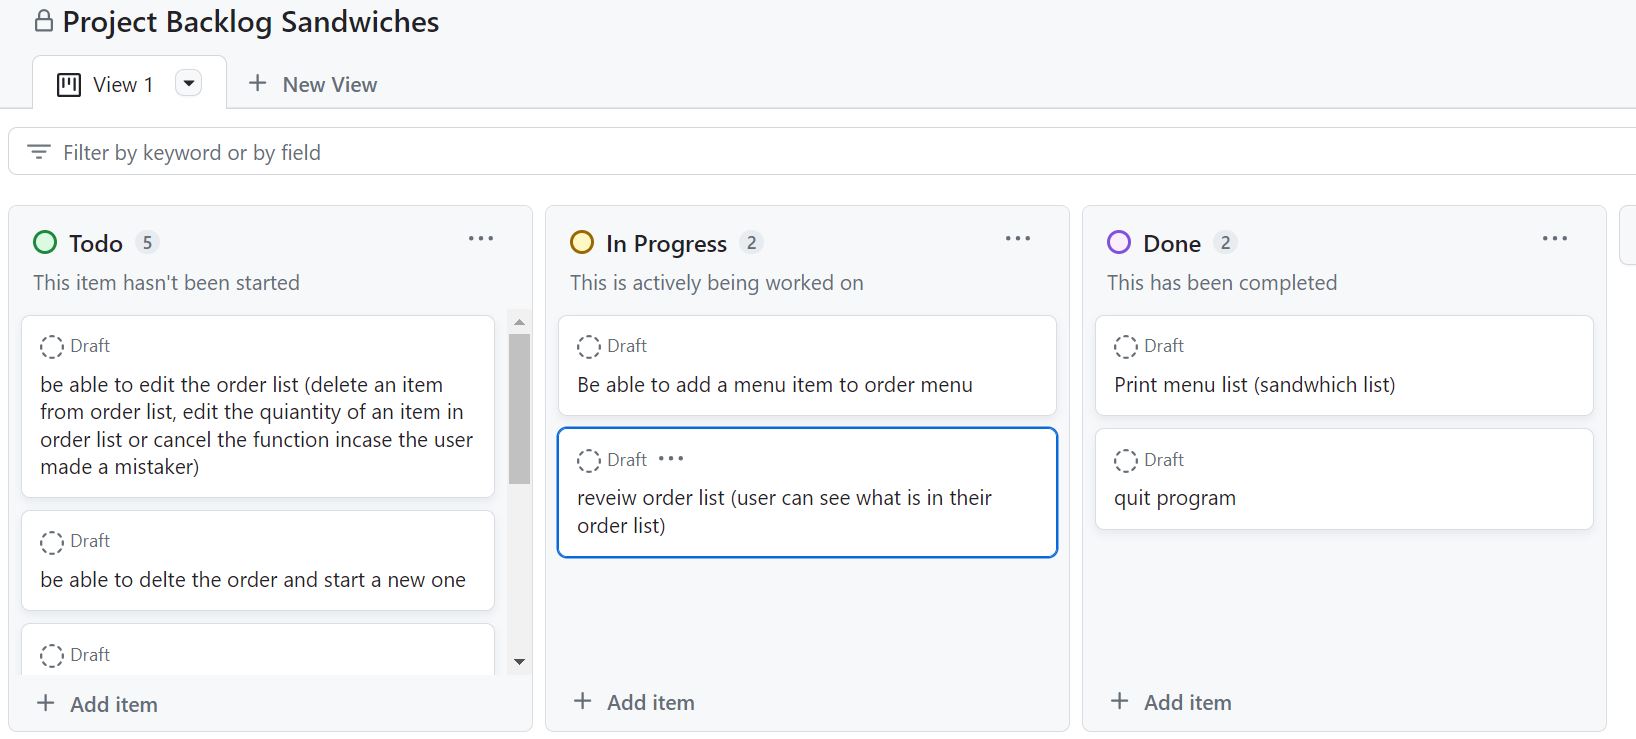 Project Backlog Sandwiches
View 1
New View
Filter by keyword or by field
Todo 5
This item hasn't been started
Draft
be able to edit the order list (delete an item
from order list, edit the quiantity of an item in
order list or cancel the function incase the user
made a mistaker)
Draft
be able to delte the order and start a new one
Draft
Add item
In Progress 2
This is actively being worked on
Draft
Be able to add a menu item to order menu
Draft
reveiw order list (user can see what is in their
order list)
Add item
Done 2
This has been completed
Draft
Print menu list (sandwhich list)
Draft
quit program
Add item